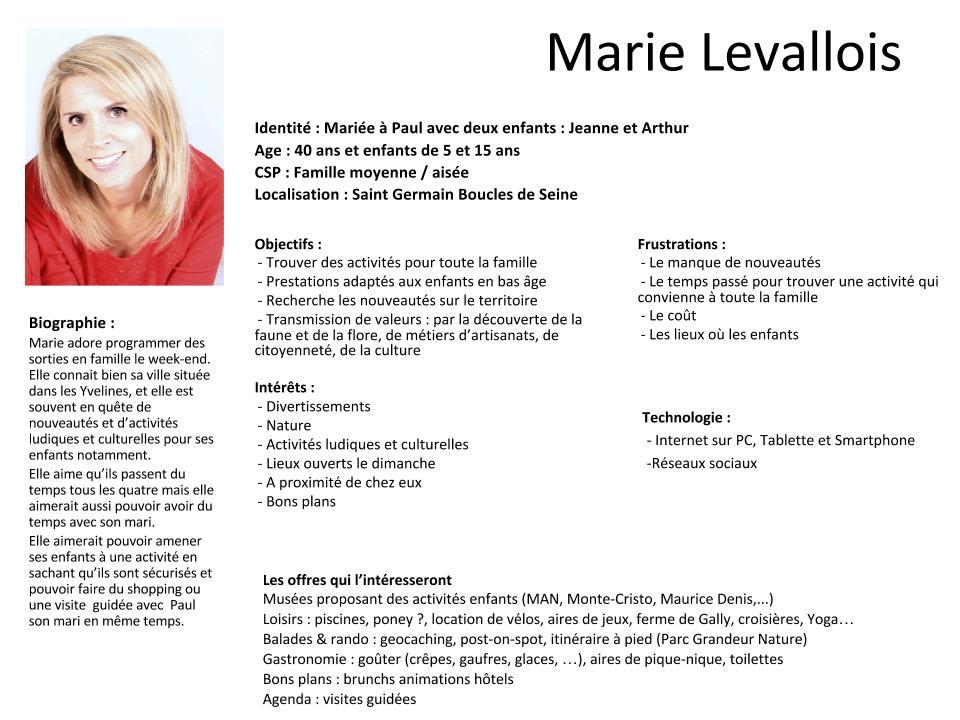 Marie Levallois
Identité : Mariée à Paul avec deux enfants : Jeanne et Arthur
Age : 40 ans et enfants de 5 et 15 ans
CSP : Famille moyenne / aisée
Localisation : Saint Germain Boucles de Seine
Objectifs :
- Trouver des activités pour toute la famille
- Prestations adaptés aux enfants en bas âge
- Recherche les nouveautés sur le territoire
- Transmission de valeurs : par la découverte de la
faune et de la flore, de métiers d’artisanats, de
citoyenneté, de la culture
Intérêts :
- Divertissements
- Nature
- Activités ludiques et culturelles
- Lieux ouverts le dimanche
- A proximité de chez eux
- Bons plans
Frustrations :
- Le manque de nouveautés
- Le temps passé pour trouver une activité qui
convienne à toute la famille
- Le coût
- Les lieux où les enfants
Technologie :
- Internet sur PC, Tablette et Smartphone
-Réseaux sociaux
Biographie :
Marie adore programmer des
sorties en famille le week-end.
Elle connait bien sa ville située
dans les Yvelines, et elle est
souvent en quête de
nouveautés et d’activités
ludiques et culturelles pour ses
enfants notamment.
Elle aime qu’ils passent du
temps tous les quatre mais elle
aimerait aussi pouvoir avoir du
temps avec son mari.
Elle aimerait pouvoir amener
ses enfants à une activité en
sachant qu’ils sont sécurisés et
pouvoir faire du shopping ou
une visite guidée avec Paul
son mari en même temps.
Les offres qui l’intéresseront
Musées proposant des activités enfants (MAN, Monte-Cristo, Maurice Denis,...)
Loisirs : piscines, poney ?, location de vélos, aires de jeux, ferme de Gally, croisières, Yoga…
Balades & rando : geocaching, post-on-spot, itinéraire à pied (Parc Grandeur Nature)
Gastronomie : goûter (crêpes, gaufres, glaces, …), aires de pique-nique, toilettes
Bons plans : brunchs animations hôtels
Agenda : visites guidées